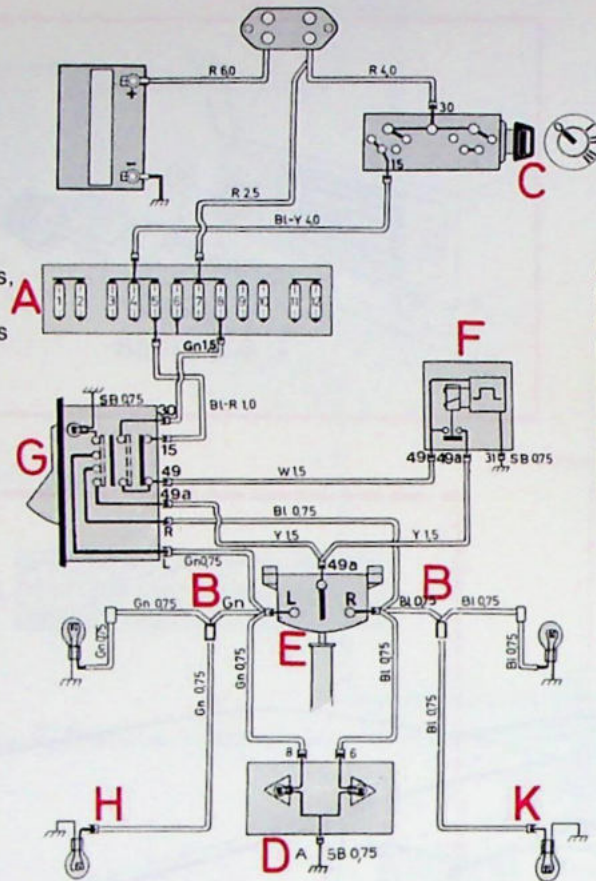 R 6,0
R 4,0
+
-
30
15
C
R 2.5
Bl-Y 4,0
s,
A
s
1 2 3 4 5 6 7 8 9 10 11 12
Gn 1,5
F
SB 0,75
30
Bl-R 1,0
G
15
49
49a
31
SB 0,75
49
W 1,5
49a
Bl 0,75
R
Y 1,5
Y 1,5
L
Gn 0,75
49a
B
B
Gn 0,75
Gn
L
R
Bl 0,75
Bl 0,75
E
Gn 0,75
Gn 0,75
Gn 0,75
Bl 0,75
Bl 0,75
Bl 0,75
8
6
H
K
D
A
SB 0,75